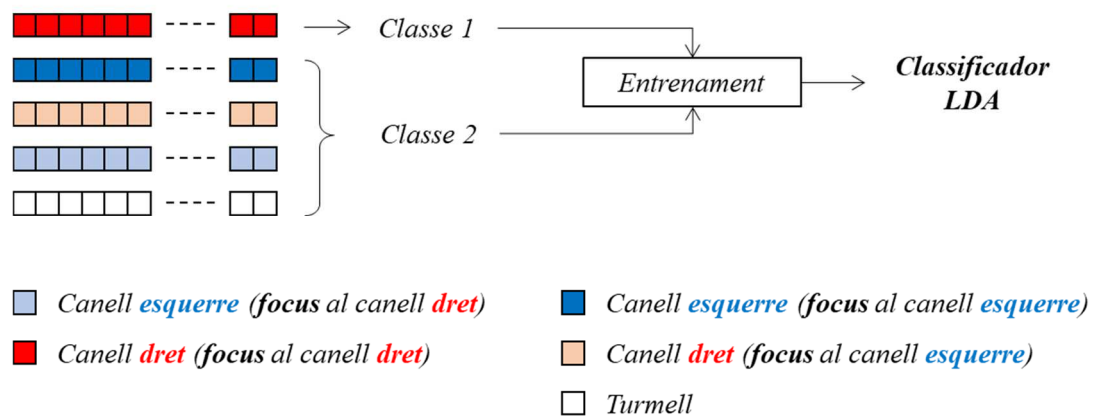 Classe 1
Entrenament
Classificador
LDA
Classe 2
Canell esquerre (focus al canell dret)
Canell esquerre (focus al canell esquerre)
Canell dret (focus al canell dret)
Canell dret (focus al canell esquerre)
Turmell